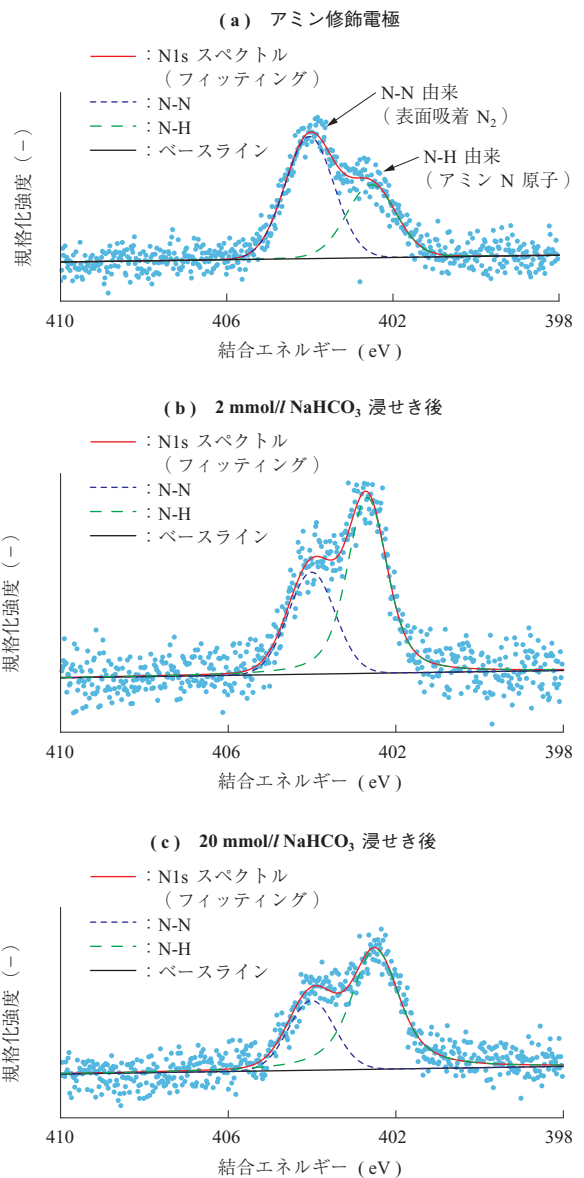 ( a ) アミン修飾電極
：N1s スペクトル
（ フィッティング ）
：N-N
：N-H
：ベースライン
N-N 由来
（ 表面吸着 N₂）
N-H 由来
（ アミン N 原子）
規格化強度（－）
410 406 402 398
結合エネルギー ( eV )
( b ) 2 mmol/l NaHCO₃ 浸せき後
：N1s スペクトル
（ フィッティング ）
：N-N
：N-H
：ベースライン
規格化強度（－）
410 406 402 398
結合エネルギー ( eV )
( c ) 20 mmol/l NaHCO₃ 浸せき後
：N1s スペクトル
（ フィッティング ）
：N-N
：N-H
：ベースライン
規格化強度（－）
410 406 402 398
結合エネルギー ( eV )